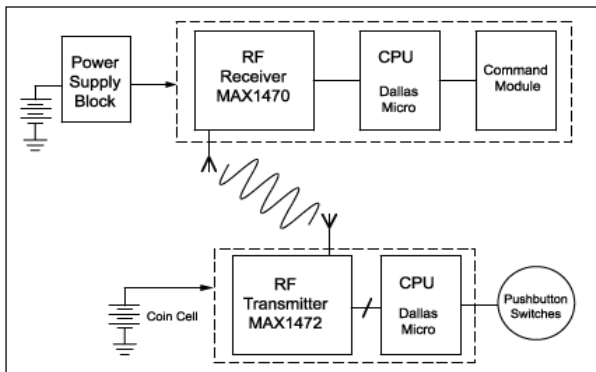 Power
Supply
Block
RF
Receiver
MAX1470
CPU
Dallas
Micro
Command
Module
Coin Cell
RF
Transmitter
MAX1472
CPU
Dallas
Micro
Pushbutton
Switches